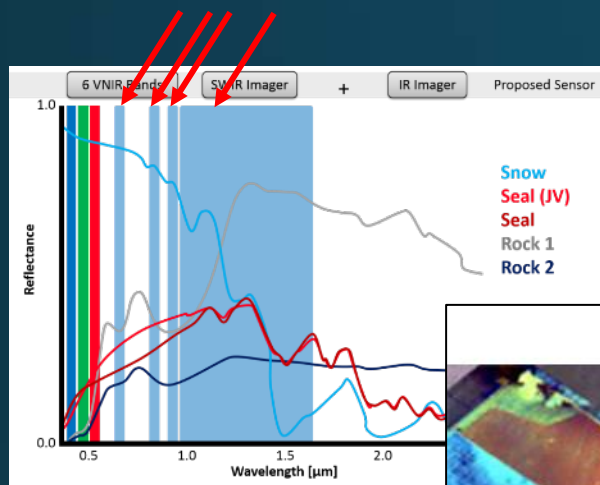 6 VNIR Bands
SWIR Imager
+
IR Imager
Proposed Sensor
1.0
Snow
Seal (JV)
Seal
Rock 1
Rock 2
Reflectance
0.0
0.5
1.0
1.5
2.0
Wavelength [µm]